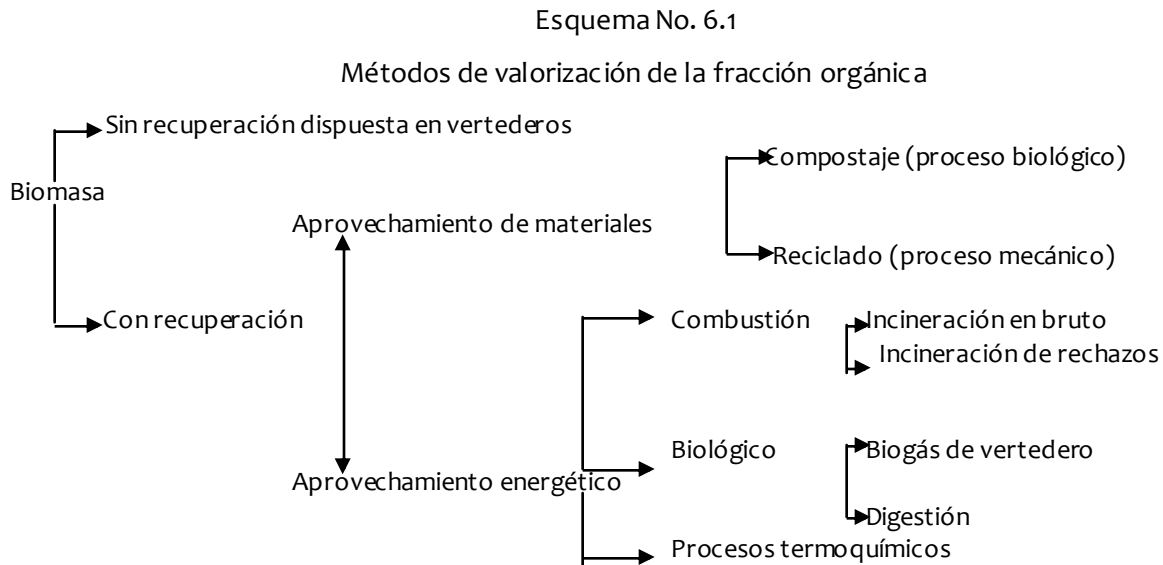 Esquema No. 6.1
Métodos de valorización de la fracción orgánica
Sin recuperación dispuesta en vertederos
Compostaje (proceso biológico)
Biomasa
Aprovechamiento de materiales
Reciclado (proceso mecánico)
Con recuperación
Combustión
Incineración en bruto
Incineración de rechazos
Biológico
Biogás de vertedero
Aprovechamiento energético
Digestión
Procesos termoquímicos